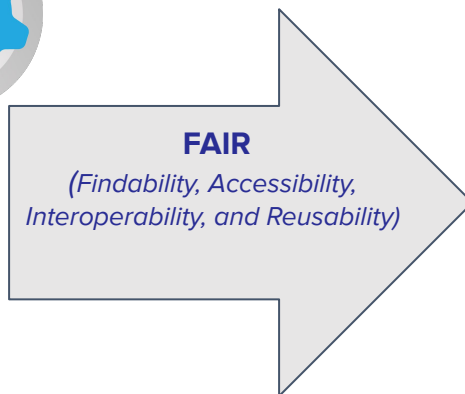 FAIR
(Findability, Accessibility,
Interoperability, and Reusability)